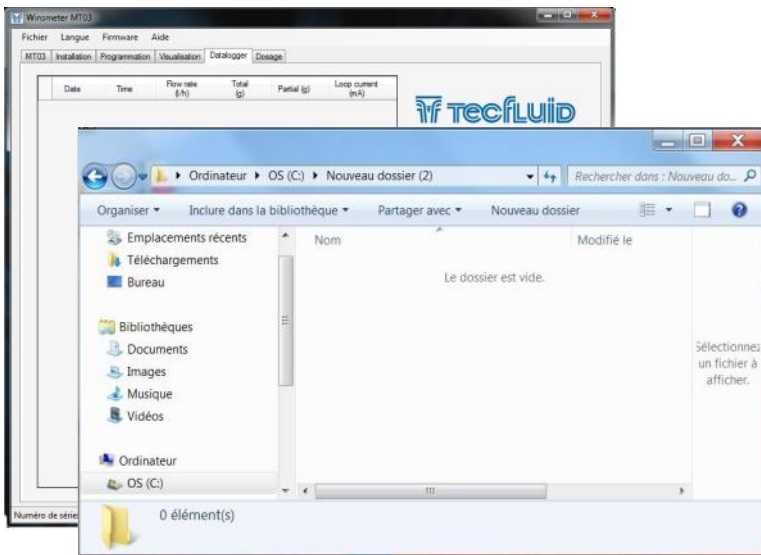 Winsmeter MT03
Fichier Langue Firmware Aide
MT03 Installation Programmation Visualisation Datalogger Dosage
Date Time Flow rate (l/h) Total (g) Partial (g) Loop current (mA)
Tecfluid
Ordinateur OS (C:) Nouveau dossier (2)
Rechercher dans : Nouveau do...
Organiser Inclure dans la bibliothèque Partager avec Nouveau dossier
Emplacements récents
Téléchargements
Bureau
Bibliothèques
Documents
Images
Musique
Vidéos
Ordinateur
OS (C:)
Nom Modifié le
Le dossier est vide.
Sélectionnez
un fichier à
afficher.
0 élément(s)
Numéro de série